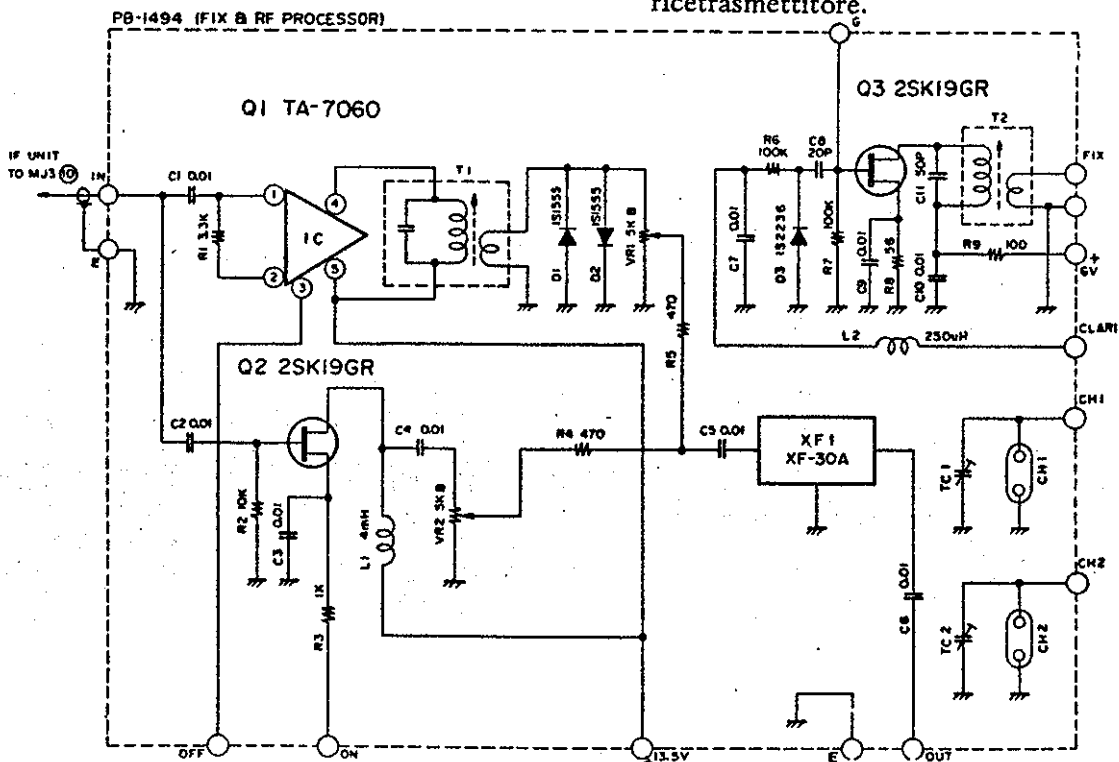 ricetrasmettitore.
PB-1494 (FIX & RF PROCESSOR)
G
Q1 TA-7060
Q3 2SK19GR
T2
IF UNIT
TO MJ3 10
IN
C1 0.01
R1 3.3K
1
2
3
4
5
IC
T1
D1
1S1555
D2
1S1555
VR1 5K B
R6
100K
C8
20P
C7
0.01
D3 1S2236
R7
100K
C9
0.01
R8
56
C11 50P
C10 0.01
R9
100
FIX
+
6V
L2
250uH
CLARI
470
R5
Q2 2SK19GR
C2 0.01
R2 10K
C3
0.01
R3
1K
L1
4mH
C4
0.01
VR2 5K B
R4 470
C5 0.01
XF1
XF-30A
C6
0.01
CH1
TC 1
CH1
CH2
TC 2
CH2
OFF
ON
13.5V
E
OUT